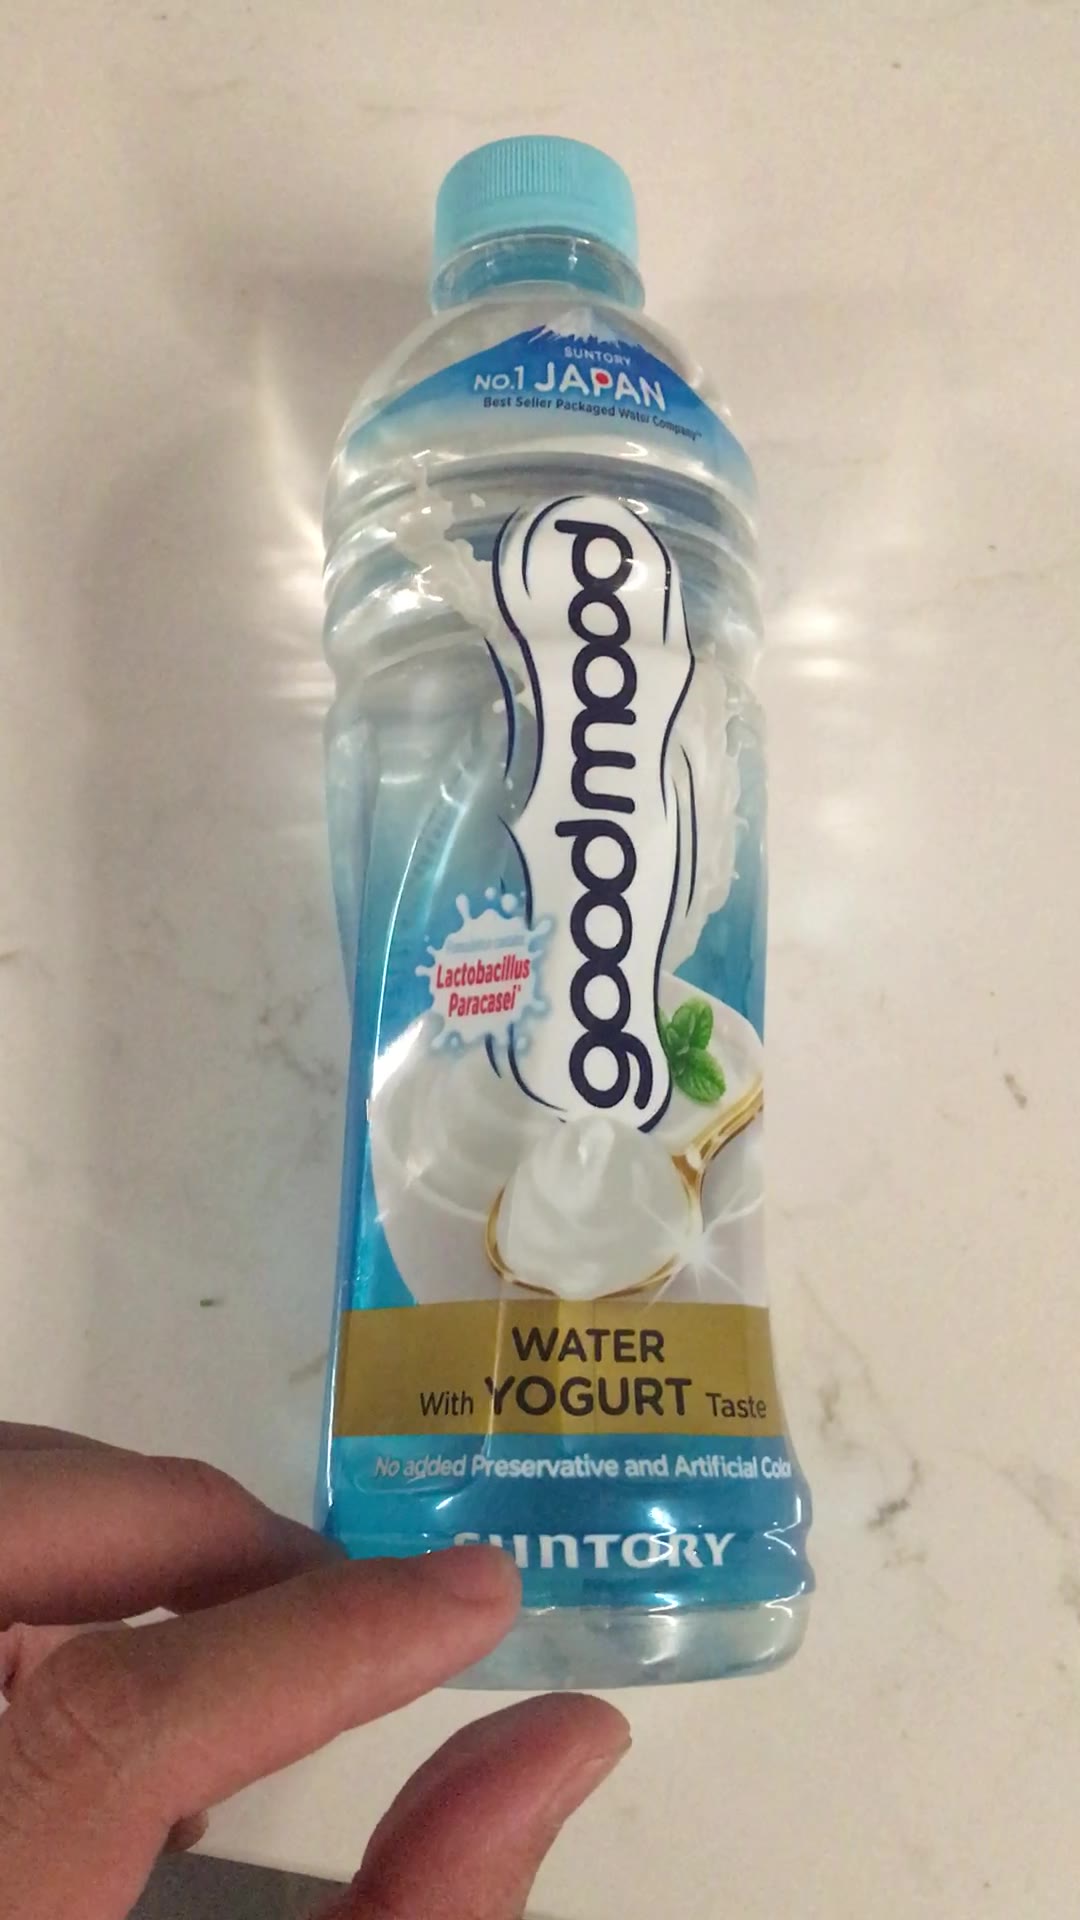 SUNTORY
No.1 JAPAN
Best Seller Packaged Water Company
goodmood
Lactobacillus
Paracasei*
WATER
With YOGURT Taste
No added Preservative and Artificial Color
SUNTORY